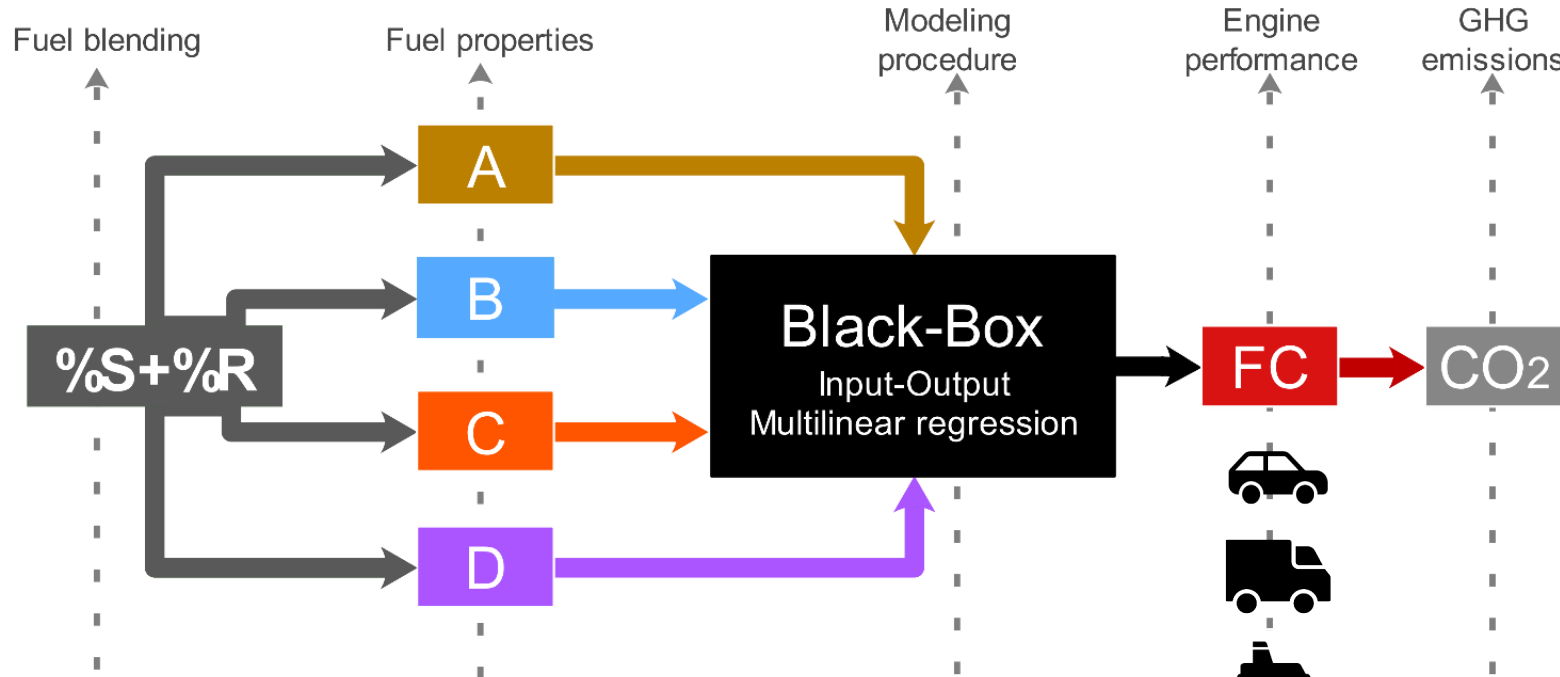 Fuel blending
Fuel properties
Modeling
procedure
Engine
performance
GHG
emissions
A
B
C
D
%S+%R
Black-Box
Input-Output
Multilinear regression
FC
CO2